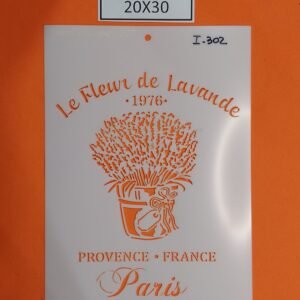 20X30
I-302
Le Fleur de Lavande
·1976·
PROVENCE • FRANCE
Paris